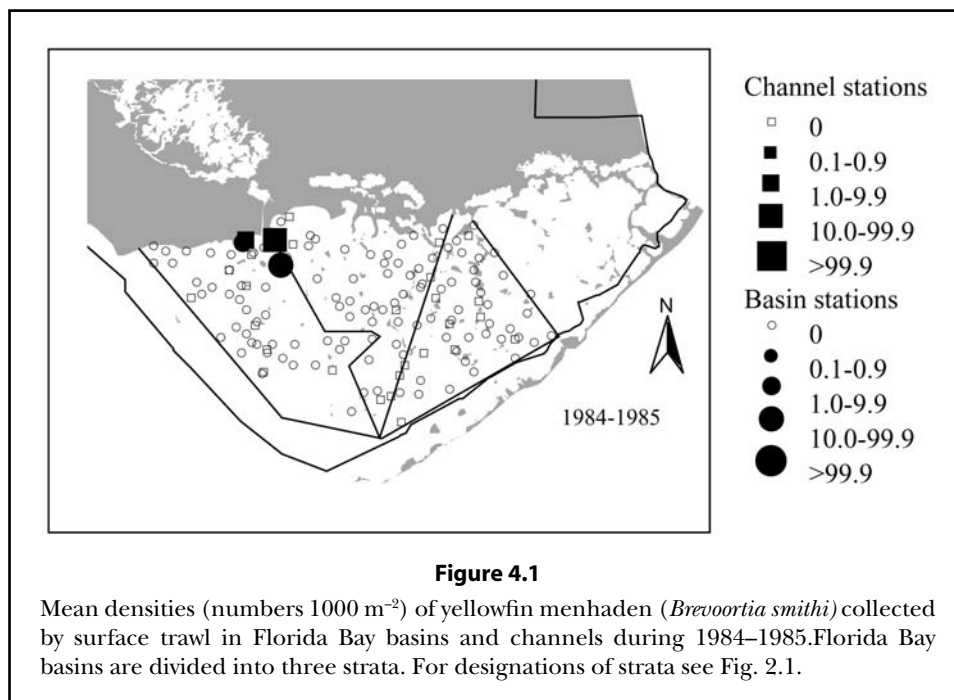 Channel stations
0
0.1-0.9
1.0-9.9
10.0-99.9
>99.9
Basin stations
0
0.1-0.9
1.0-9.9
10.0-99.9
>99.9
N
1984-1985
Figure 4.1
Mean densities (numbers 1000 m⁻²) of yellowfin menhaden (Brevoortia smithi) collected
by surface trawl in Florida Bay basins and channels during 1984–1985.Florida Bay
basins are divided into three strata. For designations of strata see Fig. 2.1.